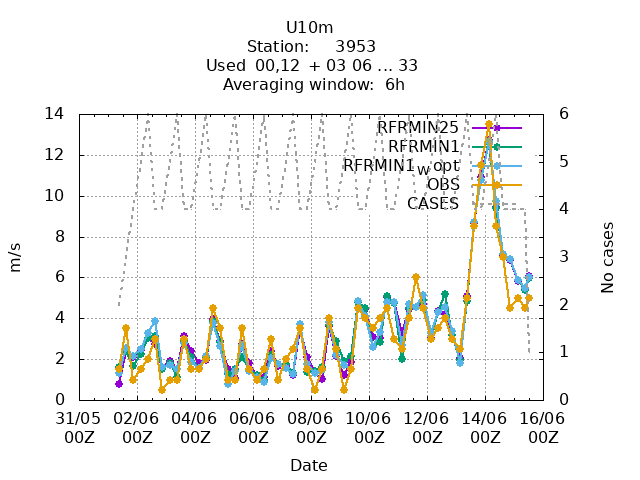 U10m
Station: 3953
Used 00,12 + 03 06 ... 33
Averaging window: 6h
14
12
10
8
6
4
2
0
m/s
6
5
4
3
2
1
0
No cases
RFRMIN25
RFRMIN1
RFRMIN1_w opt
OBS
CASES
31/05 02/06 04/06 06/06 08/06 10/06 12/06 14/06 16/06
00Z 00Z 00Z 00Z 00Z 00Z 00Z 00Z 00Z
Date